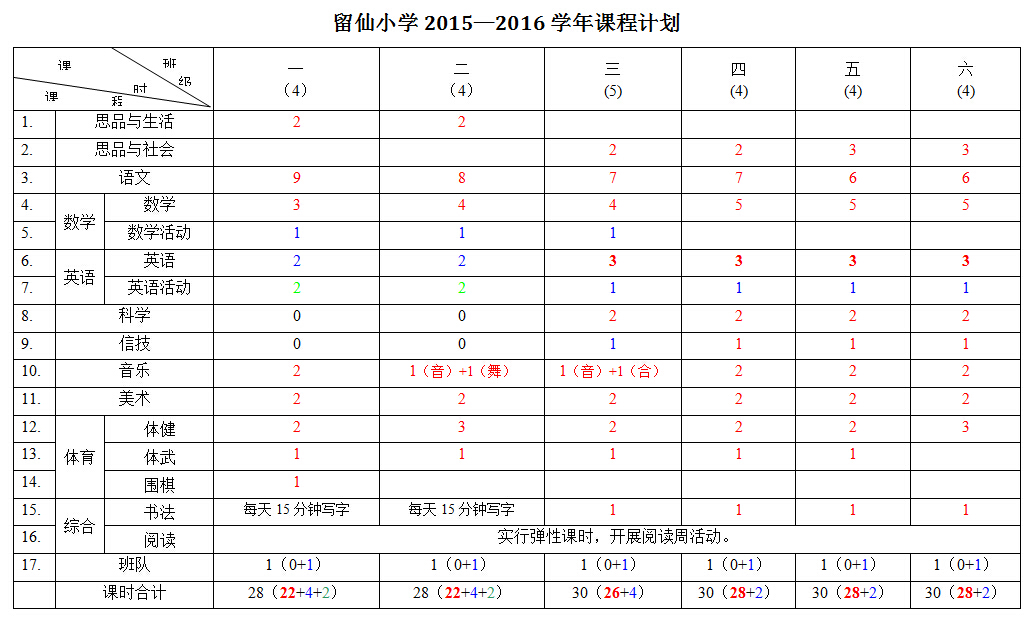 留仙小学 2015—2016 学年课程计划
课 班 级 时 课 程 一 （4） 二 （4） 三 (5) 四 (4) 五 (4) 六 (4)
1. 思品与生活 2 2
2. 思品与社会 2 2 3 3
3. 语文 9 8 7 7 6 6
4. 数学 数学 3 4 4 5 5 5
5. 数学活动 1 1 1
6. 英语 英语 2 2 3 3 3 3
7. 英语活动 2 2 1 1 1 1
8. 科学 0 0 2 2 2 2
9. 信技 0 0 1 1 1 1
10. 音乐 2 1（音）+1（舞） 1（音）+1（合） 2 2 2
11. 美术 2 2 2 2 2 2
12. 体育 体健 2 3 2 2 2 3
13. 体武 1 1 1 1 1
14. 围棋 1
15. 综合 书法 每天 15 分钟写字 每天 15 分钟写字 1 1 1 1
16. 阅读 实行弹性课时，开展阅读周活动。
17. 班队 1（0+1） 1（0+1） 1（0+1） 1（0+1） 1（0+1） 1（0+1）
课时合计 28（22+4+2） 28（22+4+2） 30（26+4） 30（28+2） 30（28+2） 30（28+2）